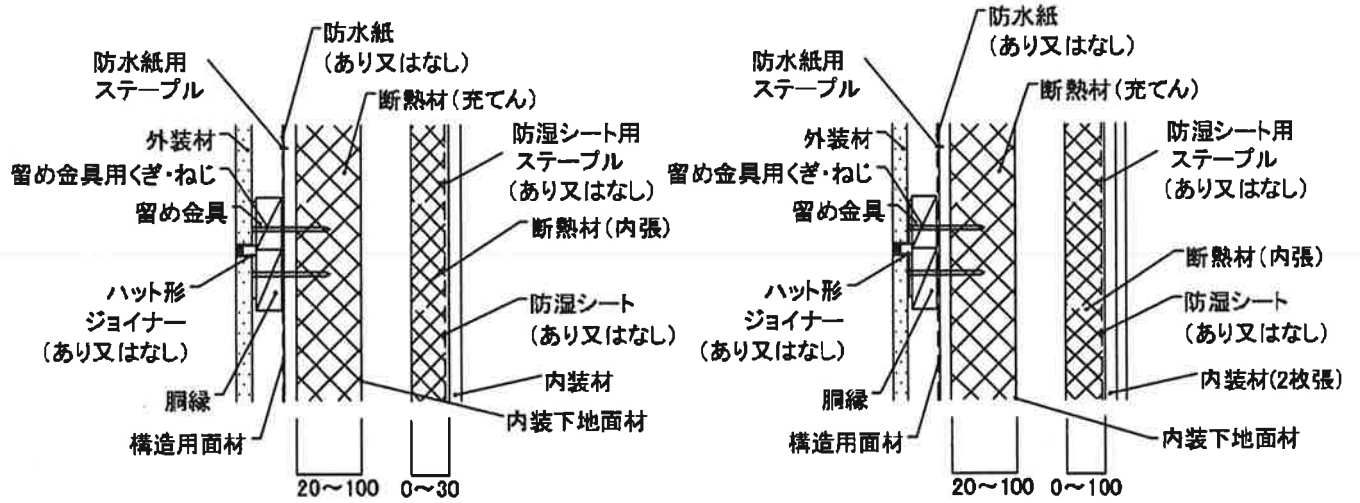 防水紙
(あり又はなし)
防水紙用
ステープル
断熱材(充てん)
外装材
防湿シート用
ステープル
(あり又はなし)
留め金具用くぎ・ねじ
留め金具
断熱材(内張)
ハット形
ジョイナー
(あり又はなし)
防湿シート
(あり又はなし)
内装材
胴縁
内装下地面材
構造用面材
20～100
0～30
防水紙
(あり又はなし)
防水紙用
ステープル
断熱材(充てん)
外装材
防湿シート用
ステープル
(あり又はなし)
留め金具用くぎ・ねじ
留め金具
断熱材(内張)
ハット形
ジョイナー
(あり又はなし)
防湿シート
(あり又はなし)
内装材(2枚張)
胴縁
内装下地面材
構造用面材
20～100
0～100